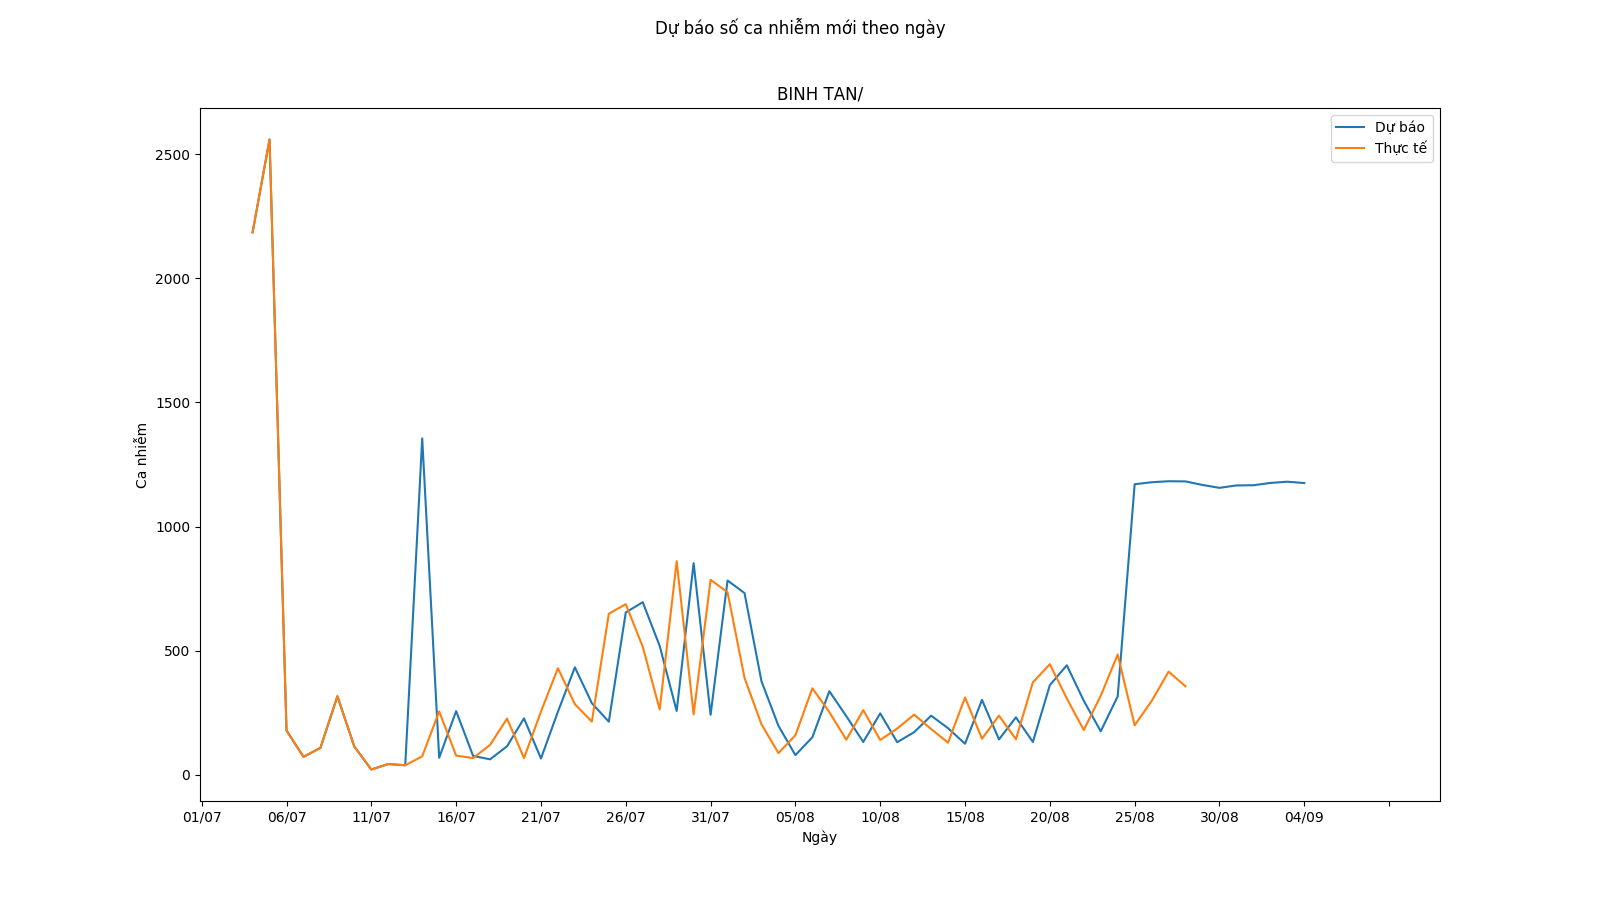 Dự báo số ca nhiễm mới theo ngày
BINH TAN/
Dự báo
Thực tế
2500
2000
1500
1000
500
0
Ca nhiễm
01/07 06/07 11/07 16/07 21/07 26/07 31/07 05/08 10/08 15/08 20/08 25/08 30/08 04/09
Ngày